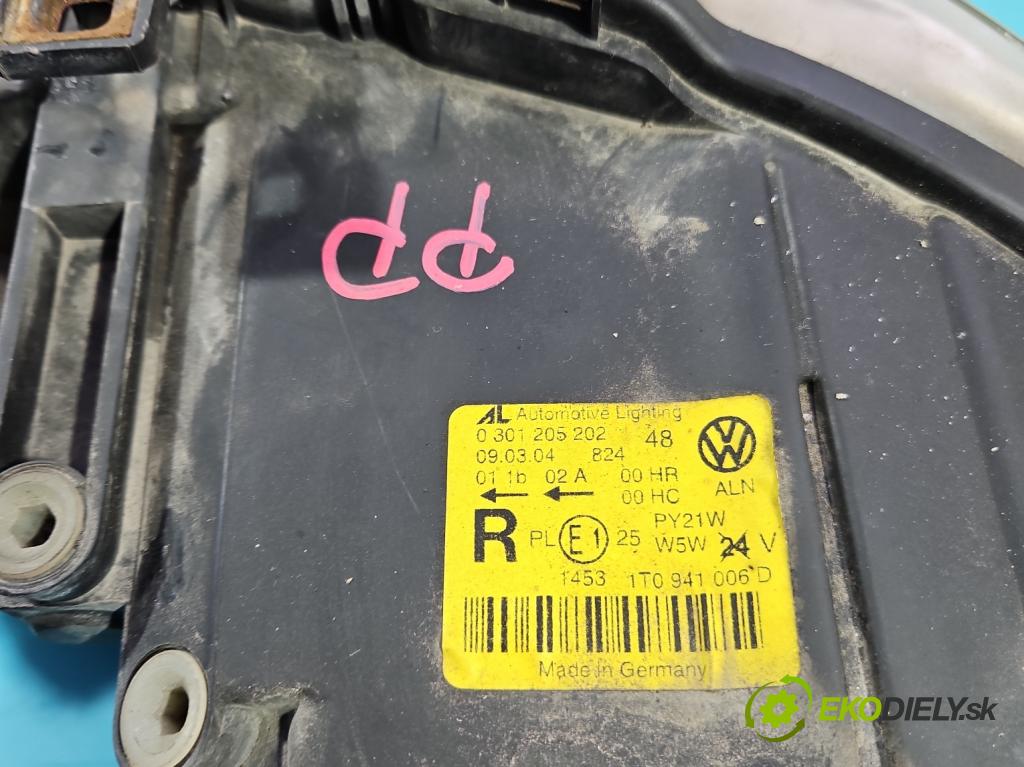 PP
AL Automotive Lighting
0 301 205 202 48
09.03.04 824
01 1b 02 A 00 HR
00 HC ALN
R PL E1 25 PY21W
W5W 24 V
1453 1T0 941 006 D
Made in Germany
EKODIELY.sk